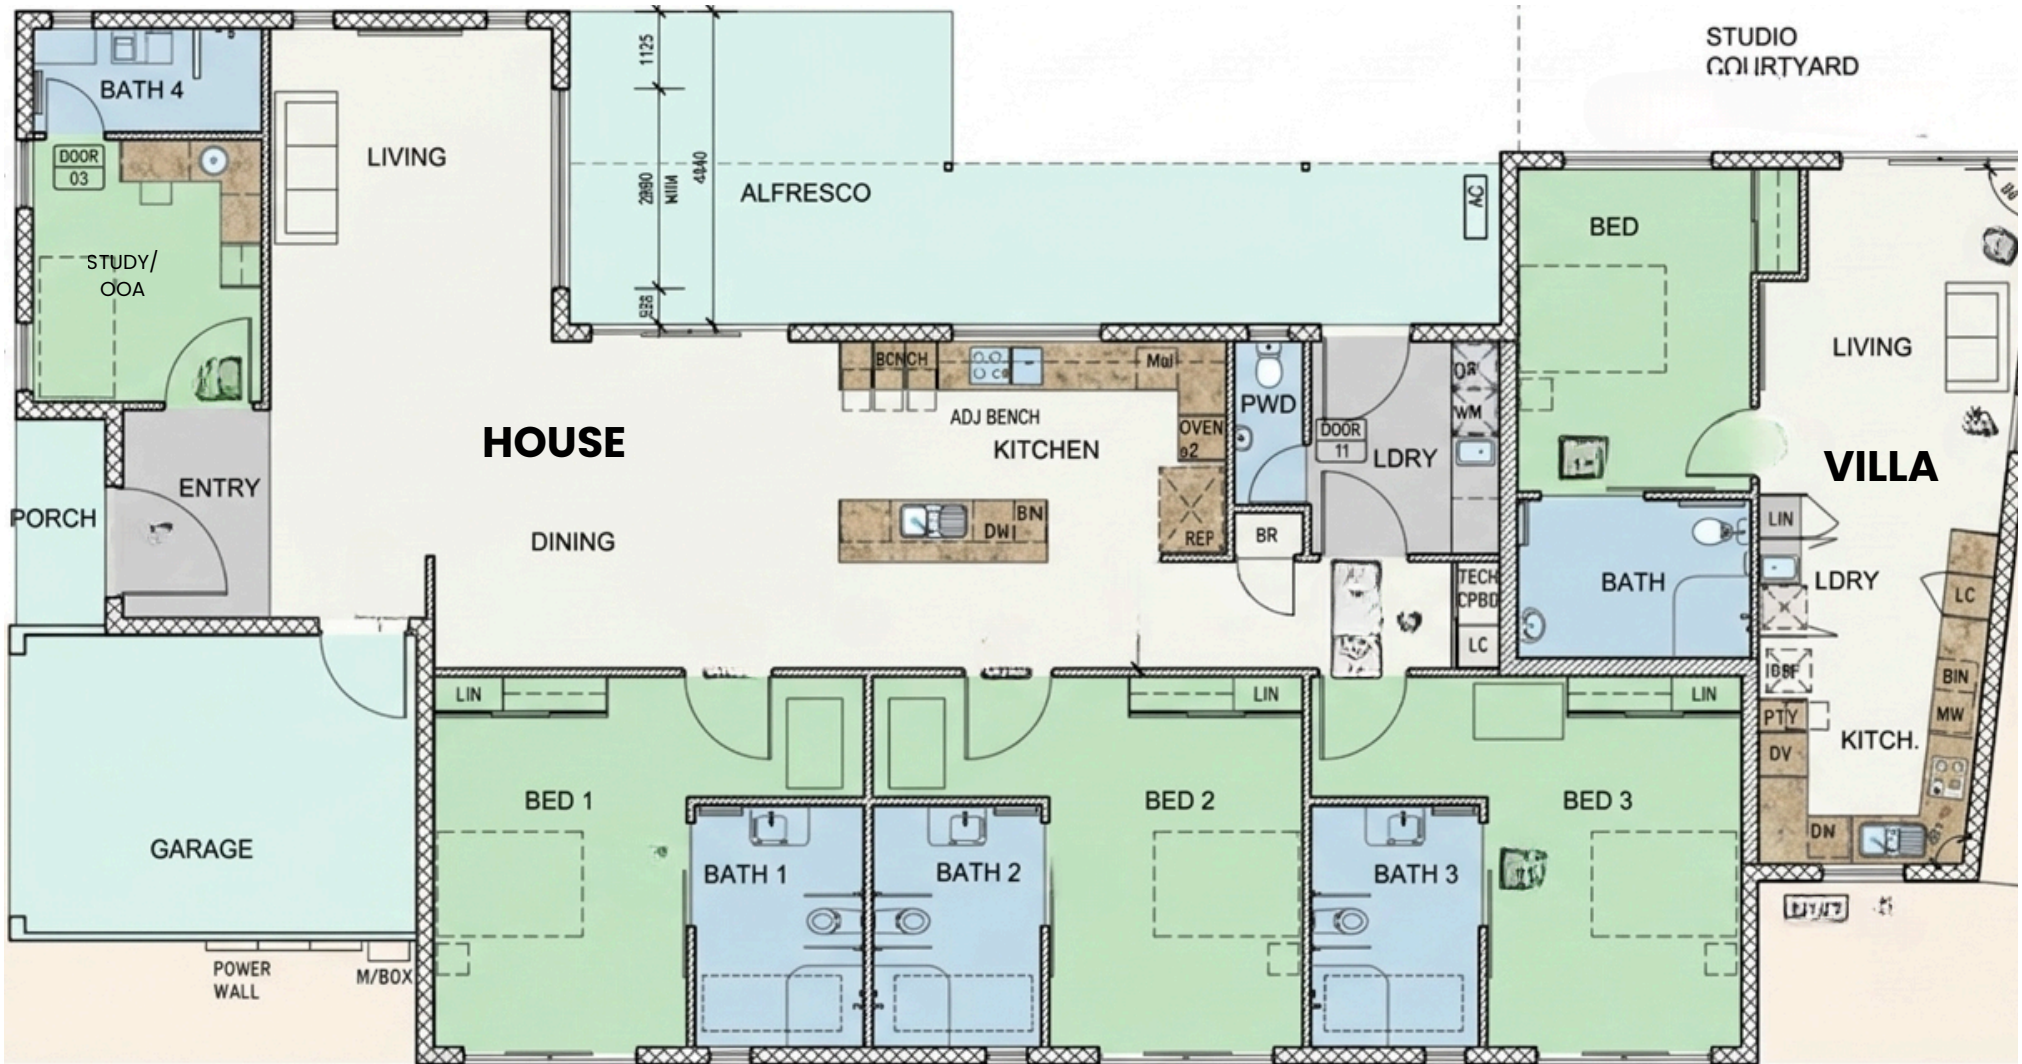 STUDIO
COURTYARD
BATH 4
LIVING
1125
ALFRESCO
AC
DOOR
03
STUDY/
OOA
BED
LIVING
BCNCH
ADJ BENCH
KITCHEN
OVEN
PWD
WM
DOOR
11
LDRY
HOUSE
VILLA
ENTRY
PORCH
DINING
BN
DWI
REP
BR
LIN
BATH
LDRY
TECH
CPBD
LC
LC
LIN
LIN
LIN
BIN
PTY
MW
DV
KITCH.
BED 1
BED 2
BED 3
DN
GARAGE
BATH 1
BATH 2
BATH 3
POWER
WALL
M/BOX